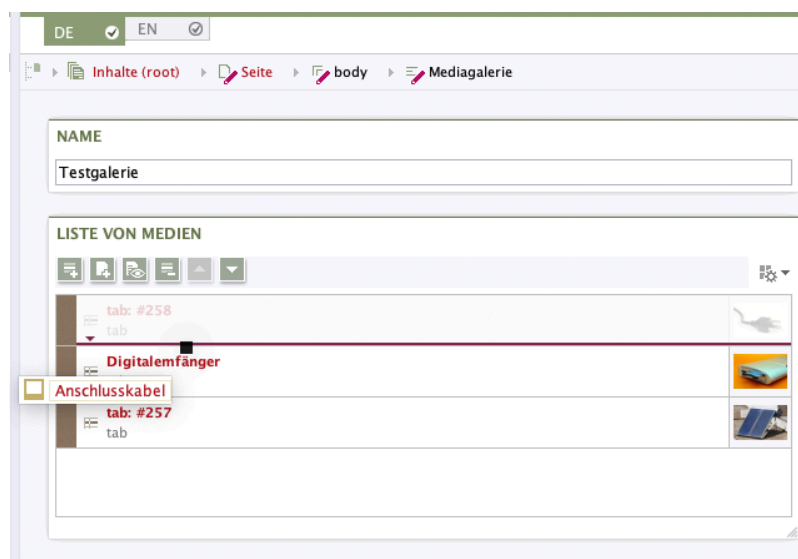 DE EN
Inhalte (root) Seite body Mediagalerie
NAME
Testgalerie
LISTE VON MEDIEN
tab: #258
tab
Digitalemfänger
Anschlusskabel
tab: #257
tab